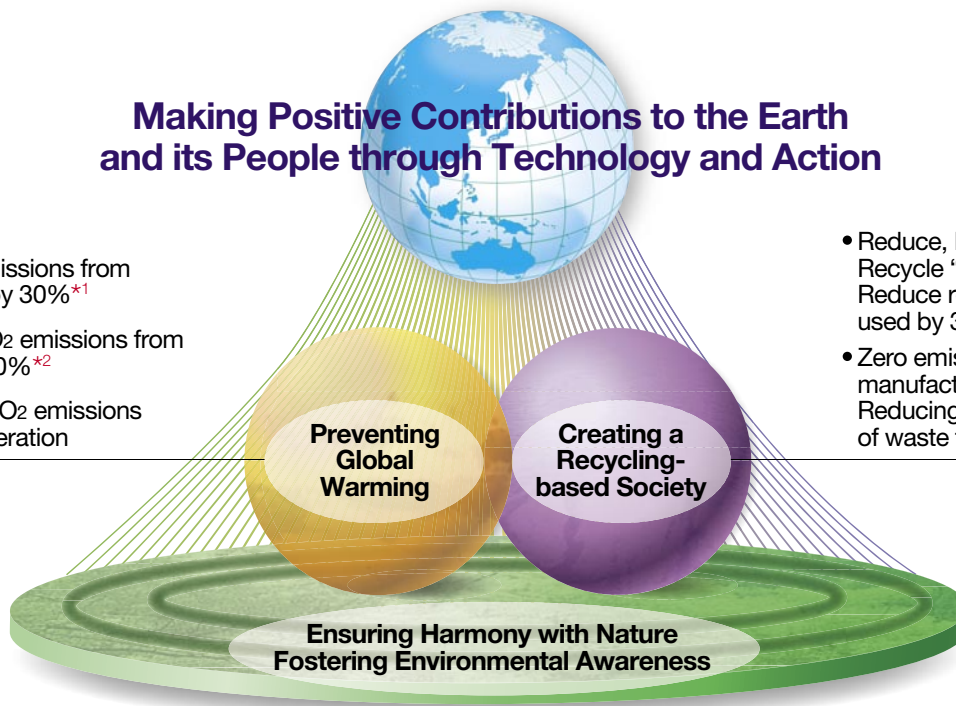 Making Positive Contributions to the Earth
and its People through Technology and Action
issions from
by 30%*1
O2 emissions from
0%*2
O2 emissions
eration
• Reduce,
Recycle “
Reduce
used by 3
• Zero emis
manufact
Reducing
of waste
Preventing
Global
Warming
Creating a
Recycling-
based Society
Ensuring Harmony with Nature
Fostering Environmental Awareness